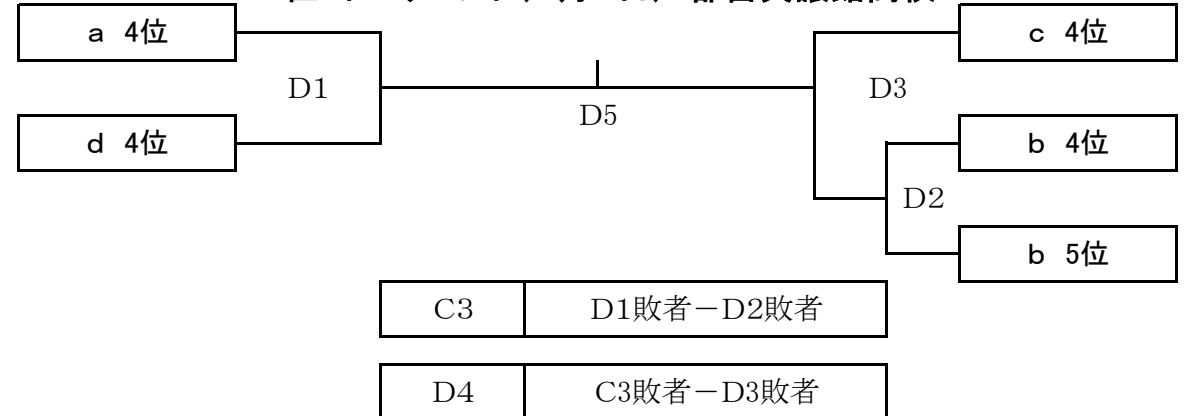 a 4位
c 4位
D1
D3
D5
d 4位
b 4位
D2
b 5位
C3 D1敗者－D2敗者
D4 C3敗者－D3敗者